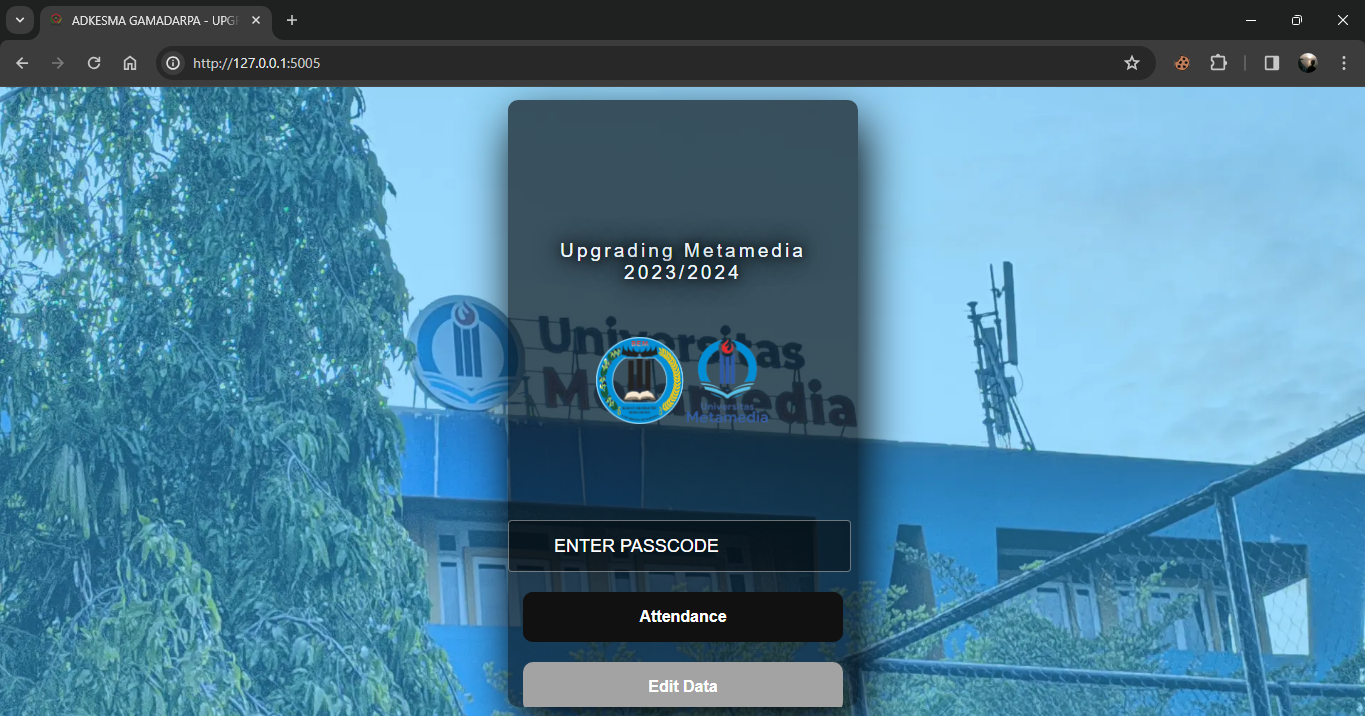 ADKESMA GAMADARPA - UPG
http://127.0.0.1:5005
Upgrading Metamedia
2023/2024
Universitas
Metamedia
Universitas
Metamedia
ENTER PASSCODE
Attendance
Edit Data